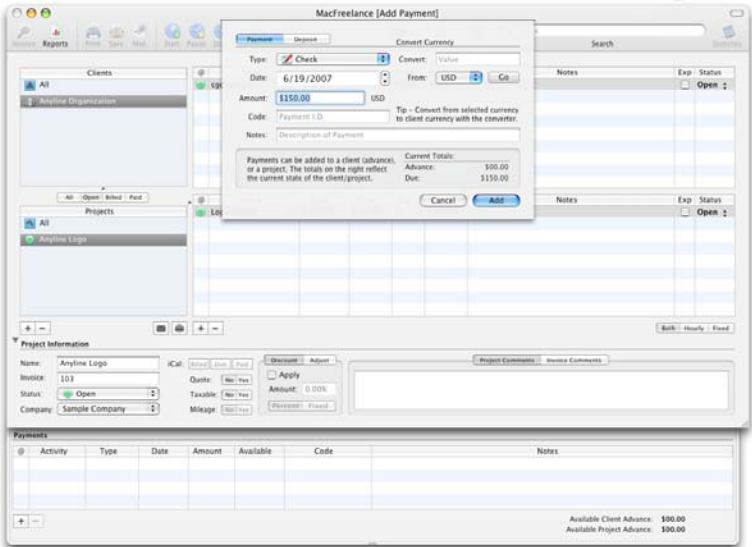 MacFreelance [Add Payment]
Invoice Reports Print Save Mail Start Pause Search
Payment Deposit
Convert Currency
Type: Check
Convert: Value
Date: 6/19/2007
From: USD Go
Amount: $150.00 USD
Code: Payment I.D.
Tip - Convert from selected currency
to client currency with the converter.
Notes: Description of Payment
Payments can be added to a client (advance),
or a project. The totals on the right reflect
the current state of the client/project.
Current Totals:
Advance: $00.00
Due: $150.00
Cancel Add
Clients
All
Anyline Organization
@ Notes Exp Status
Open
All Open Billed Paid
Projects
All
Anyline Logo
@ Notes Exp Status
Open
+ - + - Both Hourly Fixed
Project Information
Name: Anyline Logo
Invoice: 103
Status: Open
Company: Sample Company
iCal: Billed Due Paid
Quote: No Yes
Taxable: No Yes
Mileage: No Yes
Discount Adjust
Apply
Amount: 0.00%
Percent Fixed
Project Comments Invoice Comments
Payments
@ Activity Type Date Amount Available Code Notes
+ -
Available Client Advance: $00.00
Available Project Advance: $00.00